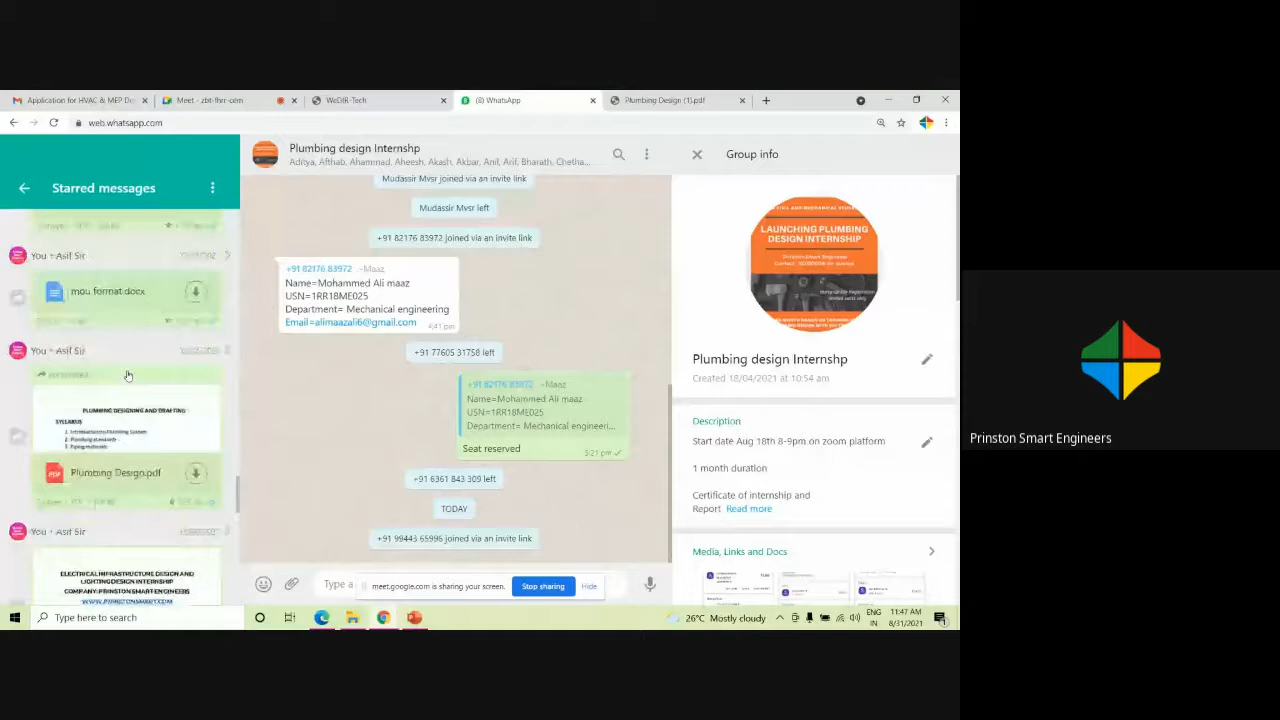 Application for HVAC & MEP De
Meet - zbt-fhrr-cem
WeDIR-Tech
(8) WhatsApp
Plumbing Design (1).pdf
web.whatsapp.com
Starred messages
You • Asif Sir
mou format.docx
You • Asif Sir
PLUMBING DESIGNING AND DRAFTING
SYLLABUS
Plumbing Design.pdf
You • Asif Sir
ELECTRICAL INFRASTRUCTURE DESIGN AND
LIGHTING DESIGN INTERNSHIP
COMPANY: PRINSTON SMART ENGINEERS
WWW.PRINSTONSMART.COM
Plumbing design Internshp
Aditya, Afthab, Ahammad, Aheesh, Akash, Akbar, Anil, Arif, Bharath, Chetha...
Mudassir Mvsr joined via an invite link
Mudassir Mvsr left
+91 82176 83972 joined via an invite link
+91 82176 83972 ~Maaz
Name=Mohammed Ali maaz
USN=1RR18ME025
Department= Mechanical engineering
Email=alimaazali6@gmail.com
4:41 pm
+91 77605 31758 left
+91 82176 83972 ~Maaz
Name=Mohammed Ali maaz
USN=1RR18ME025
Department= Mechanical engineeri...
Seat reserved
5:21 pm
+91 6361 843 309 left
TODAY
+91 99443 65996 joined via an invite link
Type a
meet.google.com is sharing your screen.
Stop sharing
Hide
Group info
LAUNCHING PLUMBING
DESIGN INTERNSHIP
Plumbing design Internshp
Created 18/04/2021 at 10:54 am
Description
Start date Aug 18th 8-9pm on zoom platform
1 month duration
Certificate of internship and
Report Read more
Media, Links and Docs
Type here to search
26°C Mostly cloudy
ENG
IN
11:47 AM
8/31/2021
Prinston Smart Engineers